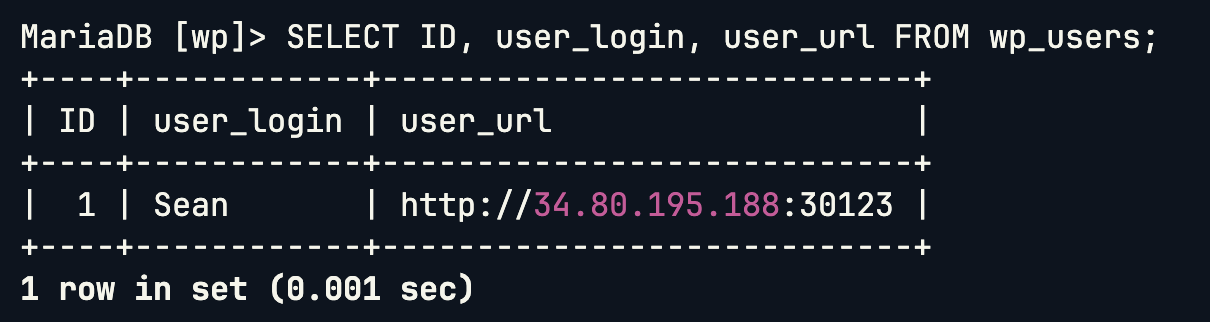 MariaDB [wp]> SELECT ID, user_login, user_url FROM wp_users;
+----+------------+----------------------------+
| ID | user_login | user_url                   |
+----+------------+----------------------------+
|  1 | Sean       | http://34.80.195.188:30123 |
+----+------------+----------------------------+
1 row in set (0.001 sec)